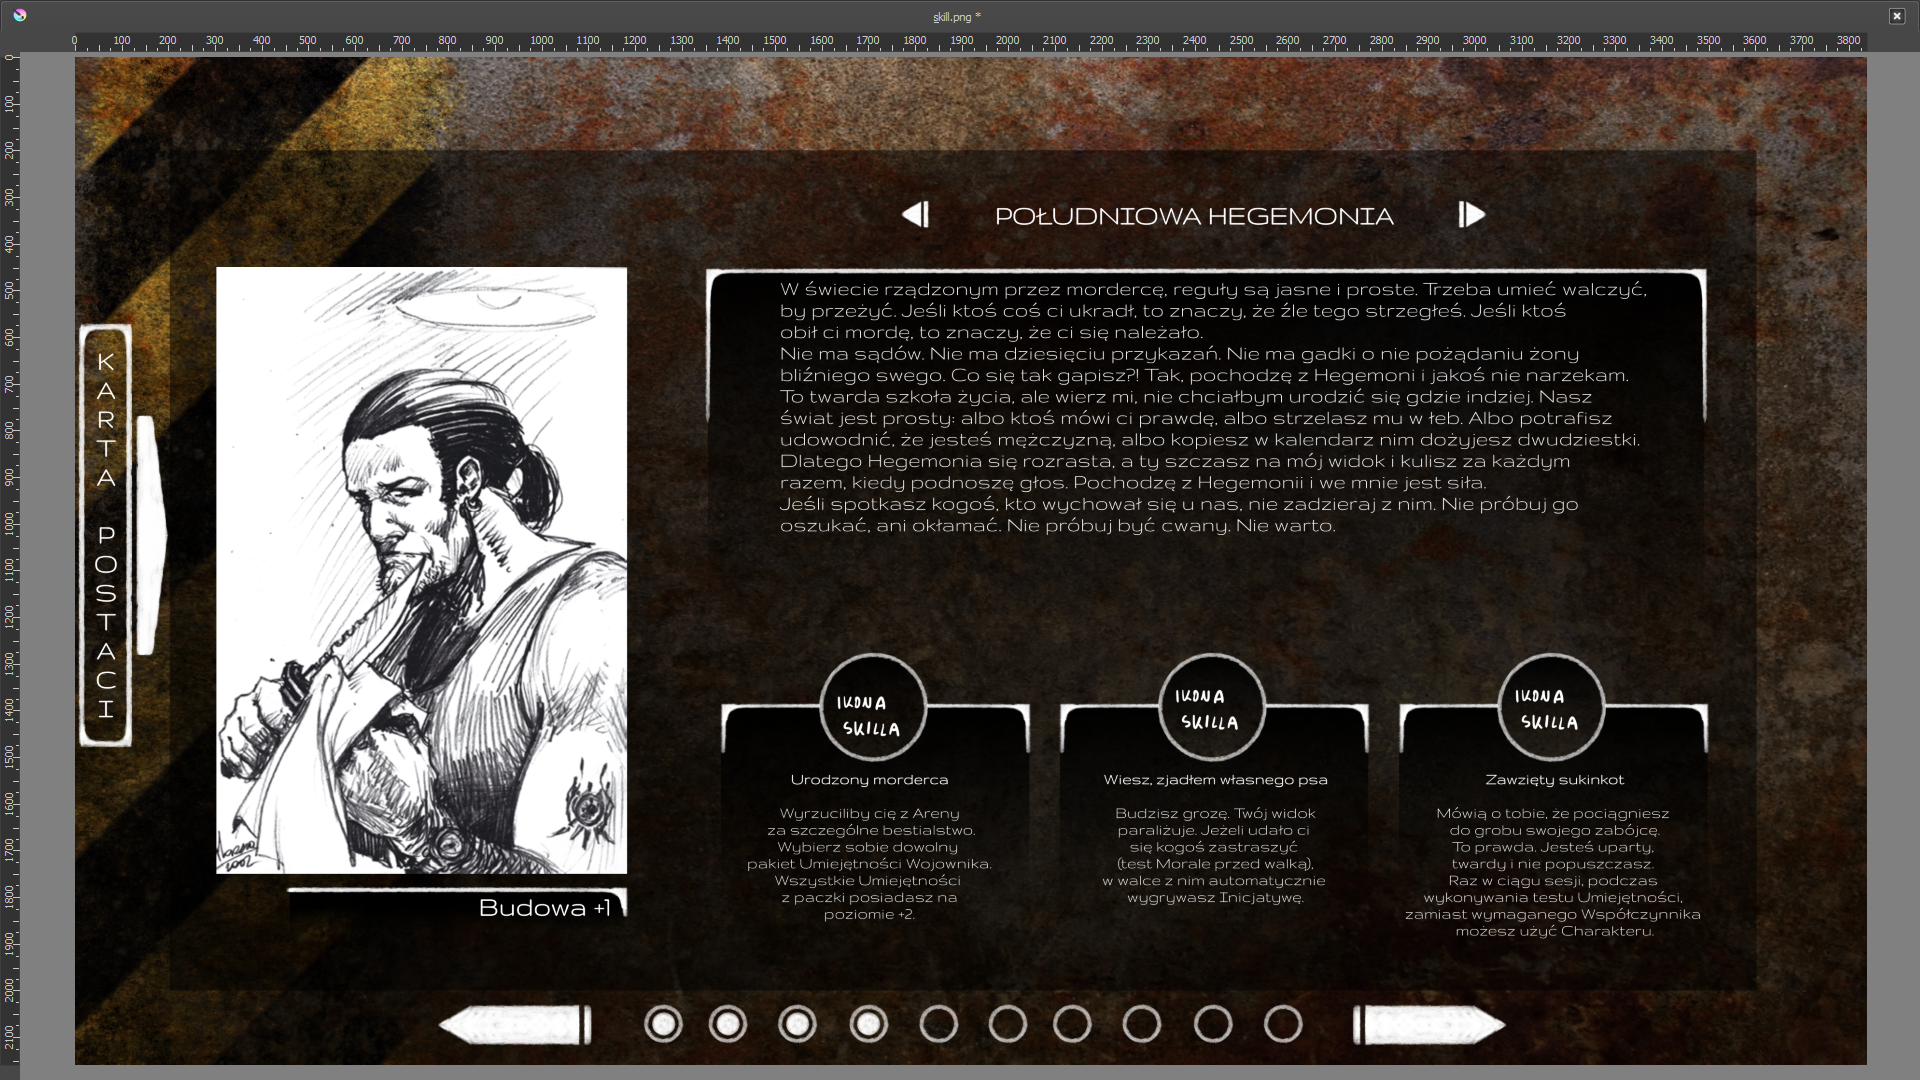 skill.png *
0 100 200 300 400 500 600 700 800 900 1000 1100 1200 1300 1400 1500 1600 1700 1800 1900 2000 2100 2200 2300 2400 2500 2600 2700 2800 2900 3000 3100 3200 3300 3400 3500 3600 3700 3800
0 100 200 300 400 500 600 700 800 900 1000 1100 1200 1300 1400 1500 1600 1700 1800 1900 2000 2100
KARTA POSTACI
POŁUDNIOWA HEGEMONIA
W świecie rządzonym przez mordercę, reguły są jasne i proste. Trzeba umieć walczyć,
by przeżyć. Jeśli ktoś coś ci ukradł, to znaczy, że źle tego strzegłeś. Jeśli ktoś
obił ci mordę, to znaczy, że ci się należało.
Nie ma sądów. Nie ma dziesięciu przykazań. Nie ma gadki o nie pożądaniu żony
bliźniego swego. Co się tak gapisz?! Tak, pochodzę z Hegemoni i jakoś nie narzekam.
To twarda szkoła życia, ale wierz mi, nie chciałbym urodzić się gdzie indziej. Nasz
świat jest prosty: albo ktoś mówi ci prawdę, albo strzelasz mu w łeb. Albo potrafisz
udowodnić, że jesteś mężczyzną, albo kopiesz w kalendarz nim dożyjesz dwudziestki.
Dlatego Hegemonia się rozrasta, a ty szczasz na mój widok i kulisz za każdym
razem, kiedy podnoszę głos. Pochodzę z Hegemonii i we mnie jest siła.
Jeśli spotkasz kogoś, kto wychował się u nas, nie zadzieraj z nim. Nie próbuj go
oszukać, ani okłamać. Nie próbuj być cwany. Nie warto.
2002
Budowa +1
IKONA
SKILLA
Urodzony morderca
Wyrzuciliby cię z Areny
za szczególne bestialstwo.
Wybierz sobie dowolny
pakiet Umiejętności Wojownika.
Wszystkie Umiejętności
z paczki posiadasz na
poziomie +2.
IKONA
SKILLA
Wiesz, zjadłem własnego psa
Budzisz grozę. Twój widok
paraliżuje. Jeżeli udało ci
się kogoś zastraszyć
(test Morale przed walką),
w walce z nim automatycznie
wygrywasz Inicjatywę.
IKONA
SKILLA
Zawzięty sukinkot
Mówią o tobie, że pociągniesz
do grobu swojego zabójcę.
To prawda. Jesteś uparty,
twardy i nie popuszczasz.
Raz w ciągu sesji, podczas
wykonywania testu Umiejętności,
zamiast wymaganego Współczynnika
możesz użyć Charakteru.